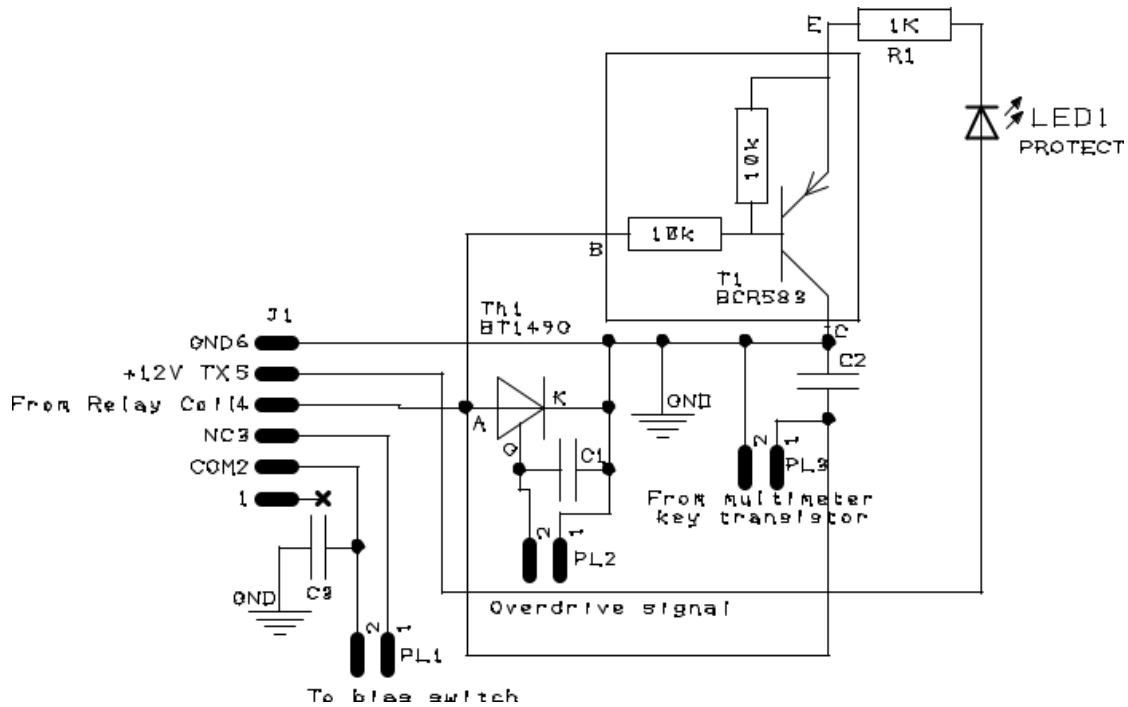 E
1K
R1
LED1
PROTECT
10k
10k
B
T1
BCR583
Th1
BT149G
J1
C
GND6
C2
+12V TX5
From Relay Coil4
K
GND
A
NC3
G
C1
2
1
PL3
COM2
From multimeter
key transistor
1
2
1
PL2
C3
GND
Overdrive signal
2
1
PL1
To bias switch